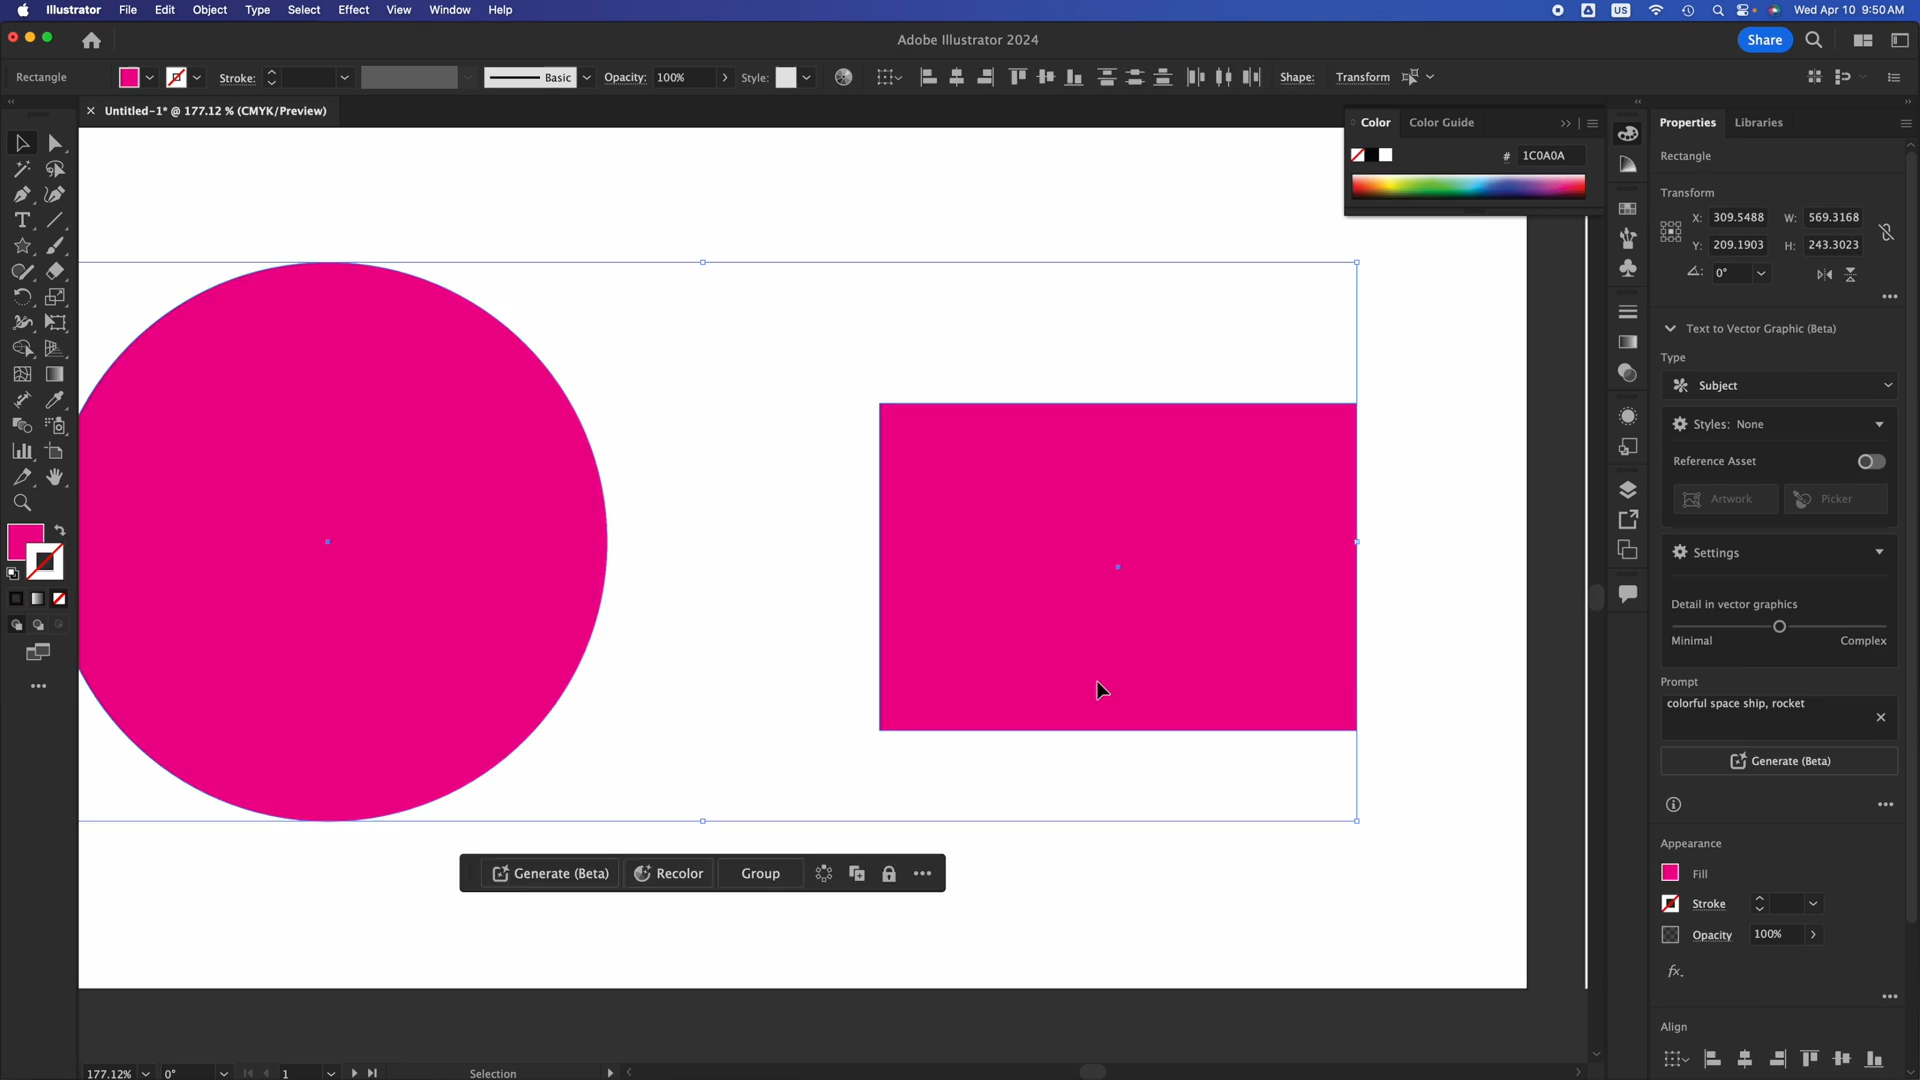 Illustrator File Edit Object Type Select Effect View Window Help
US Wed Apr 10 9:50 AM
Adobe Illustrator 2024
Share
Rectangle Stroke: Basic Opacity: 100% Style: Shape: Transform
Untitled-1* @ 177.12 % (CMYK/Preview)
Color Color Guide
# 1C0A0A
Properties Libraries
Rectangle
Transform
X: 309.5488 W: 569.3168
Y: 209.1903 H: 243.3023
0°
Text to Vector Graphic (Beta)
Type
Subject
Styles: None
Reference Asset
Artwork Picker
Settings
Detail in vector graphics
Minimal Complex
Prompt
colorful space ship, rocket
Generate (Beta)
Appearance
Fill
Stroke
Opacity 100%
fx.
Align
Generate (Beta) Recolor Group
177.12% 0° 1 Selection